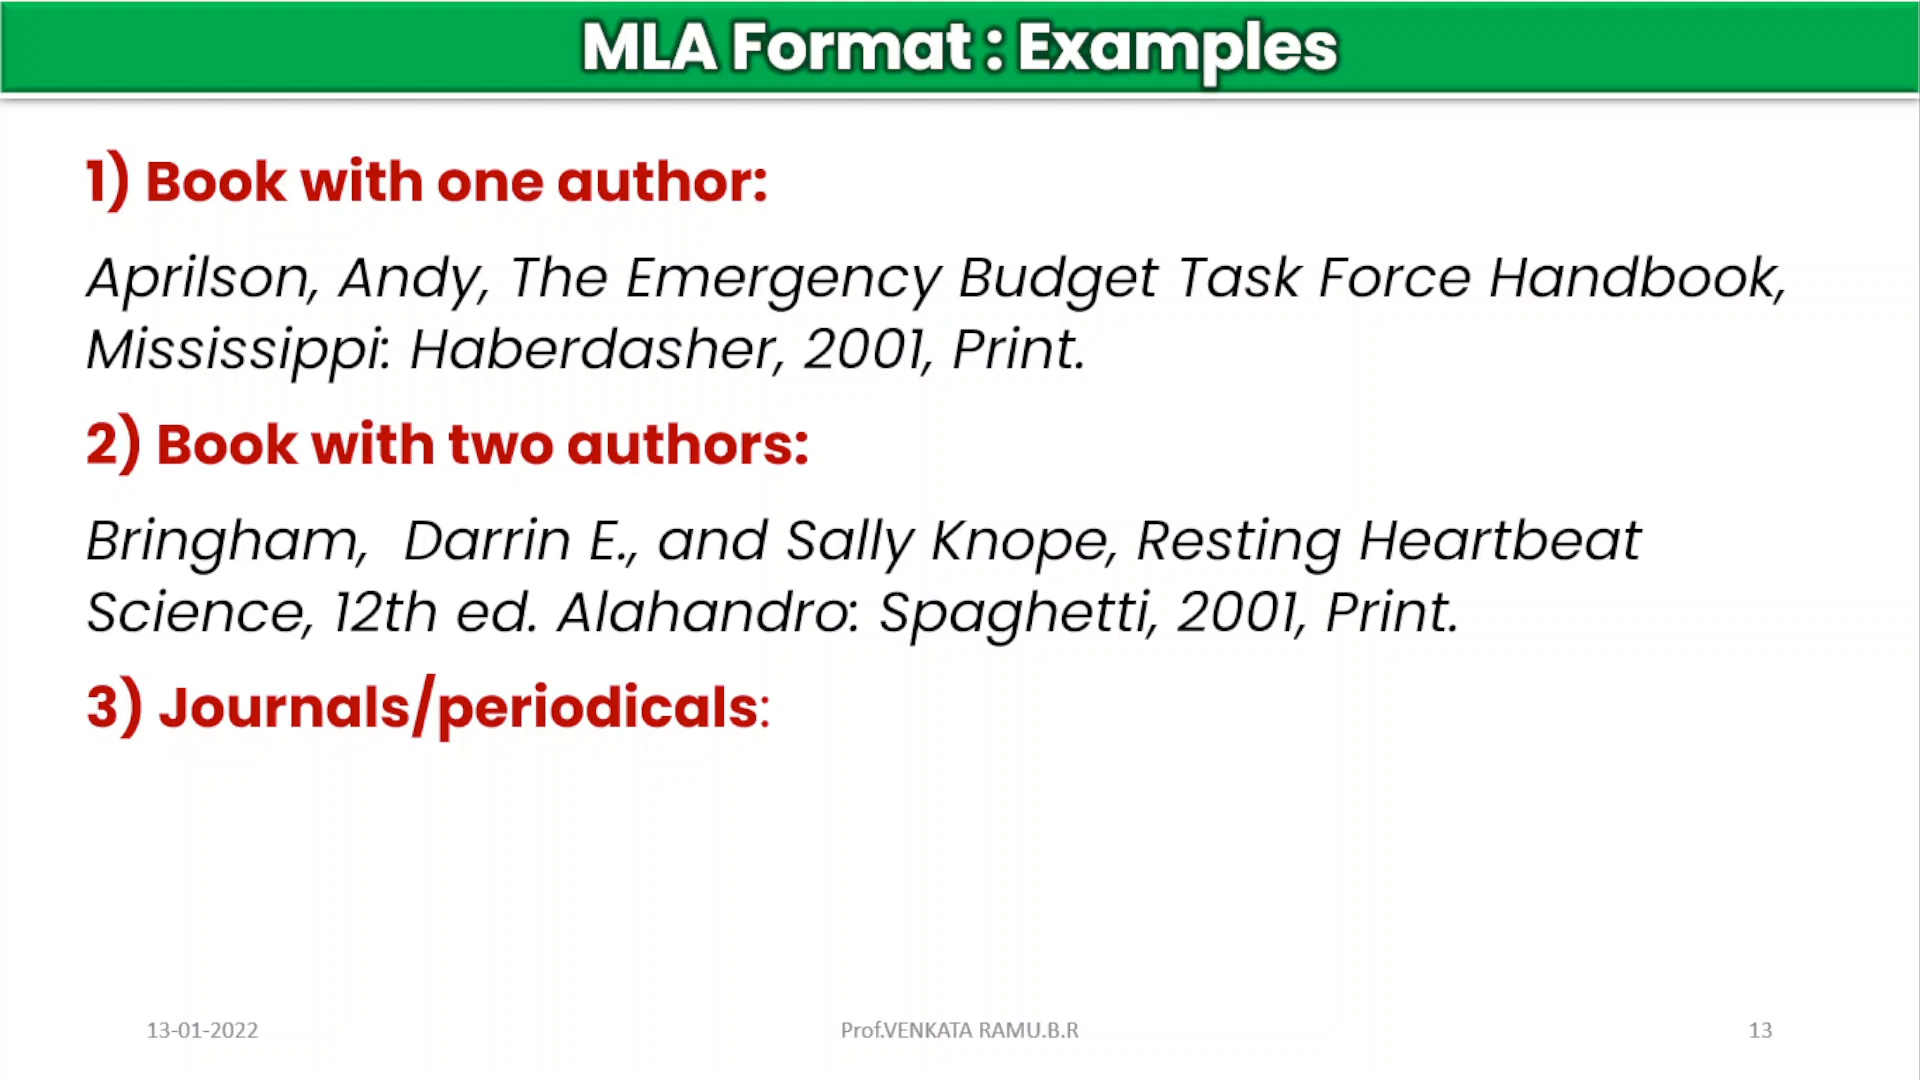 MLA Format : Examples
1) Book with one author:
Aprilson, Andy, The Emergency Budget Task Force Handbook,
Mississippi: Haberdasher, 2001, Print.
2) Book with two authors:
Bringham, Darrin E., and Sally Knope, Resting Heartbeat
Science, 12th ed. Alahandro: Spaghetti, 2001, Print.
3) Journals/periodicals:
13-01-2022
Prof.VENKATA RAMU.B.R
13